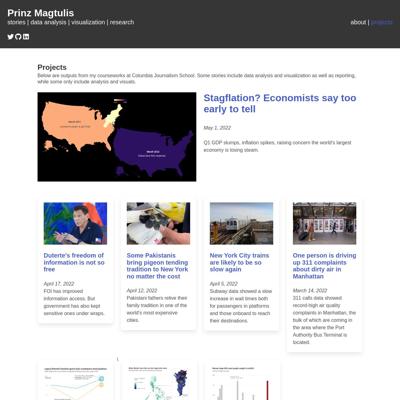 Prinz Magtulis
stories | data analysis | visualization | research
about | projects
Projects
Below are outputs from my courseworks at Columbia Journalism School. Some stories include data analysis and visualization as well as reporting,
while some only include analysis and visuals.
Stagflation? Economists say too
early to tell
May 1, 2022
Q1 GDP slumps, inflation spikes, raising concern the world's largest
economy is losing steam.
Duterte's freedom of
information is not so
free
April 17, 2022
FOI has improved
information access. But
government has also kept
sensitive ones under wraps.
Some Pakistanis
bring pigeon tending
tradition to New York
no matter the cost
April 12, 2022
Pakistani fathers relive their
family tradition in one of the
world's most expensive
cities.
New York City trains
are likely to be so
slow again
April 5, 2022
Subway data showed a slow
increase in wait times both
for passengers in platforms
and those onboard to reach
their destinations.
One person is driving
up 311 complaints
about dirty air in
Manhattan
March 14, 2022
311 calls data showed
record-high air quality
complaints in Manhattan, the
bulk of which are coming in
the area where the Port
Authority Bus Terminal is
located.